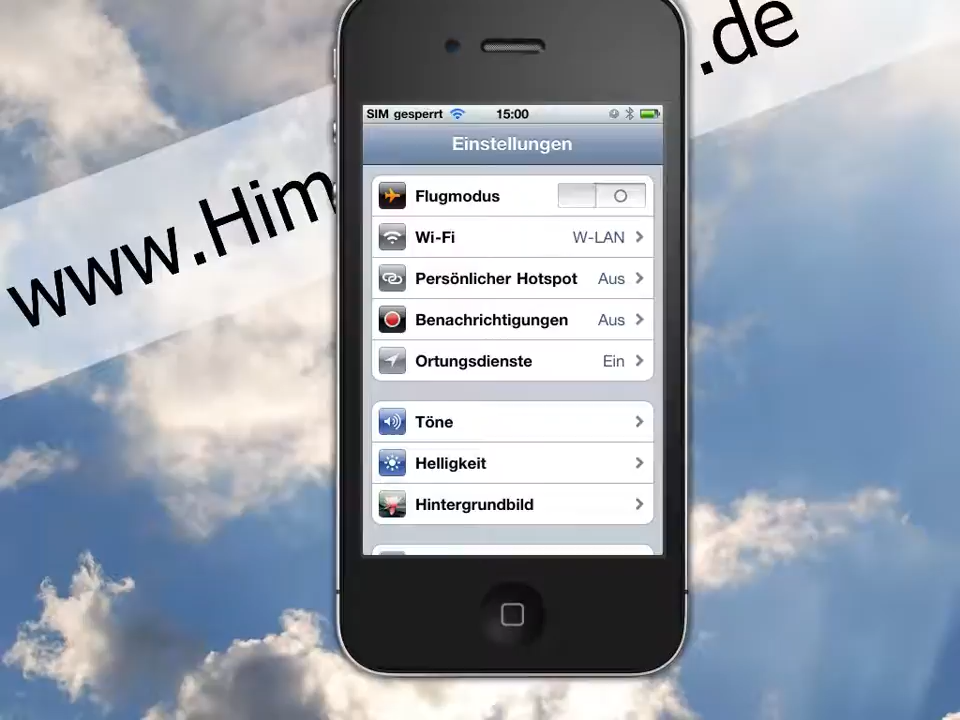 www.Him
.de
SIM gesperrt 15:00
Einstellungen
Flugmodus
Wi-Fi W-LAN
Persönlicher Hotspot Aus
Benachrichtigungen Aus
Ortungsdienste Ein
Töne
Helligkeit
Hintergrundbild